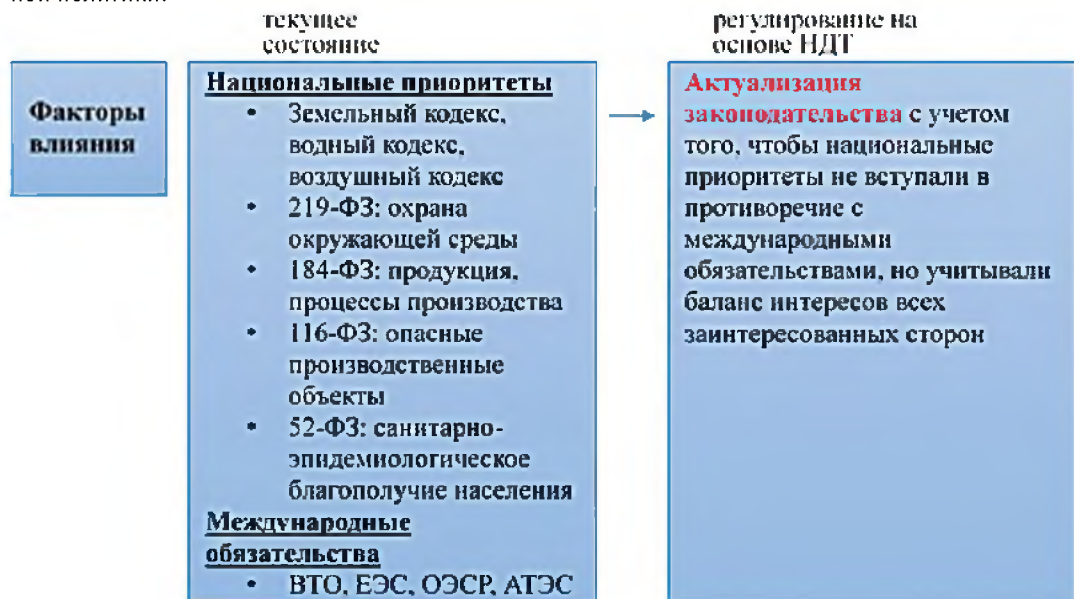 текущее
состояние
регулирование на
основе НДТ
Факторы
влияния
Национальные приоритеты
• Земельный кодекс,
водный кодекс,
воздушный кодекс
• 219-ФЗ: охрана
окружающей среды
• 184-ФЗ: продукция,
процессы производства
• 116-ФЗ: опасные
производственные
объекты
• 52-ФЗ: санитарно-
эпидемиологическое
благополучие населения
Международные
обязательства
• ВТО, ЕЭС, ОЭСР, АТЭС
Актуализация
законодательства с учетом
того, чтобы национальные
приоритеты не вступали в
противоречие с
международными
обязательствами, но учитывали
баланс интересов всех
заинтересованных сторон